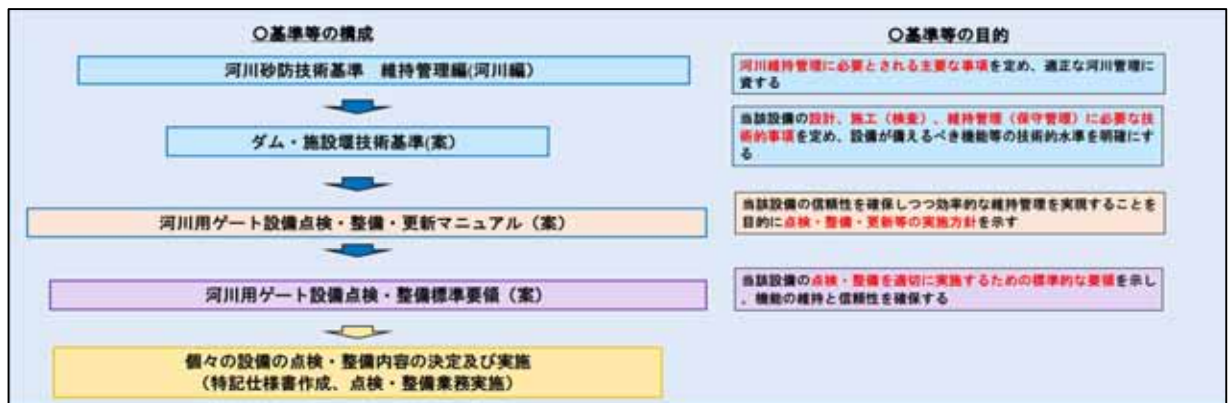 〇基準等の構成
河川砂防技術基準 維持管理編(河川編)
ダム・施設堰技術基準(案)
河川用ゲート設備点検・整備・更新マニュアル(案)
河川用ゲート設備点検・整備標準要領(案)
個々の設備の点検・整備内容の決定及び実施
(特記仕様書作成、点検・整備業務実施)
〇基準等の目的
河川維持管理に必要とされる主要な事項を定め、適正な河川管理に
資する
当該設備の設計、施工(検査)、維持管理(保守管理)に必要な技
術的事項を定め、設備が備えるべき機能等の技術的水準を明確にす
る
当該設備の信頼性を確保しつつ効率的な維持管理を実現することを
目的に点検・整備・更新等の実施方針を示す
当該設備の点検・整備を適切に実施するための標準的な要領を示し
、機能の維持と信頼性を確保する